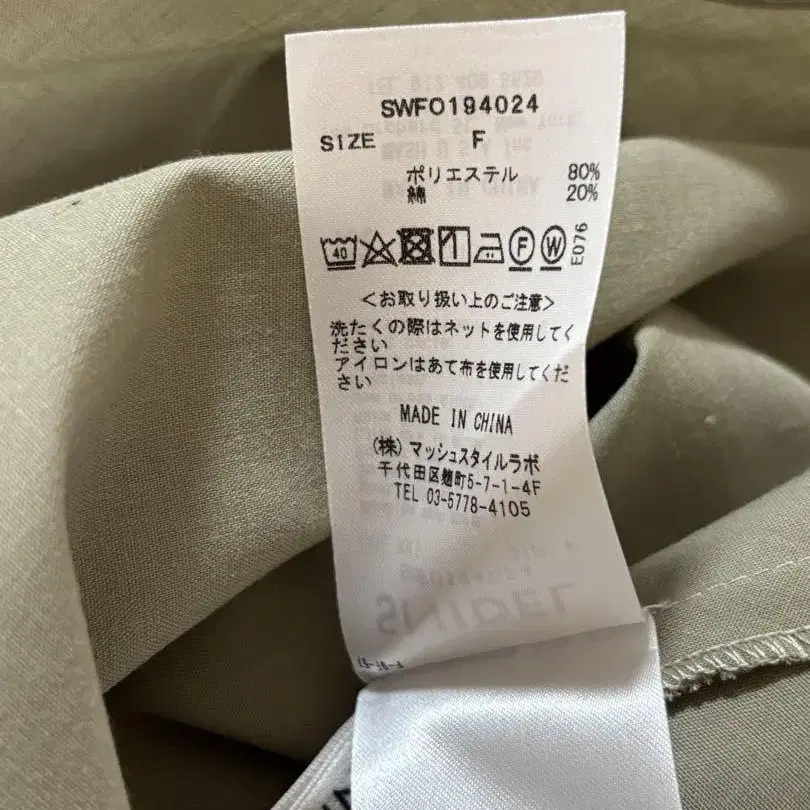 SWFO194024
SIZE F
ポリエステル 80%
綿 20%
40 F W E076
<お取り扱い上のご注意>
洗たくの際はネットを使用してく
ださい
アイロンはあて布を使用してくだ
さい
MADE IN CHINA
(株)マッシュスタイルラボ
千代田区麹町5-7-1-4F
TEL 03-5778-4105
SNIDEL